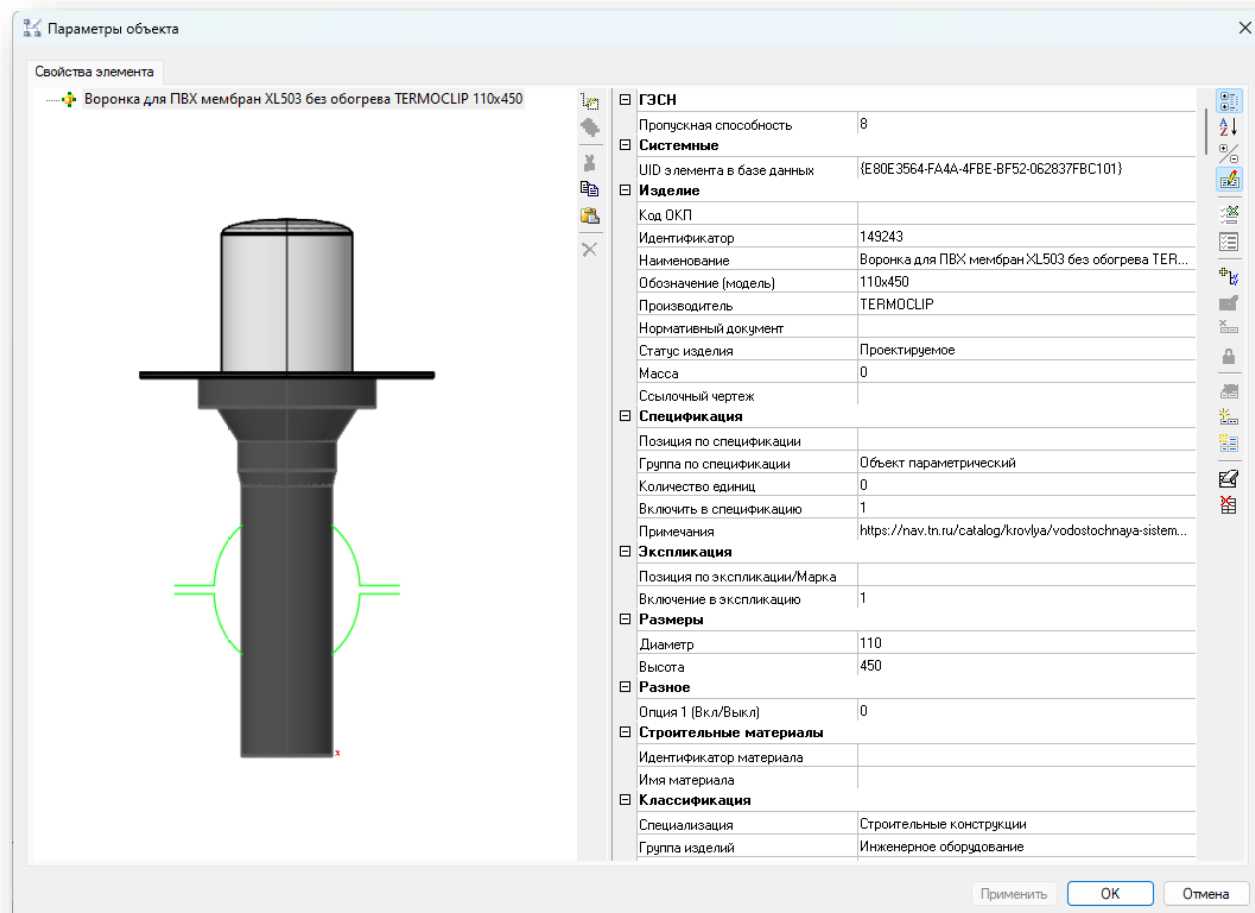 Параметры объекта
Свойства элемента
Воронка для ПВХ мембран XL503 без обогрева TERMOCLIP 110x450
ГЭСН
Пропускная способность 8
Системные
UID элемента в базе данных {E80E3564-FA4A-4FBE-BF52-062837FBC101}
Изделие
Код ОКП
Идентификатор 149243
Наименование Воронка для ПВХ мембран XL503 без обогрева TER...
Обозначение (модель) 110x450
Производитель TERMOCLIP
Нормативный документ
Статус изделия Проектируемое
Масса 0
Ссылочный чертеж
Спецификация
Позиция по спецификации
Группа по спецификации Объект параметрический
Количество единиц 0
Включить в спецификацию 1
Примечания https://nav.tn.ru/catalog/krovlya/vodostochnaya-sistem...
Экспликация
Позиция по экспликации/Марка
Включение в экспликацию 1
Размеры
Диаметр 110
Высота 450
Разное
Опция 1 (Вкл/Выкл) 0
Строительные материалы
Идентификатор материала
Имя материала
Классификация
Специализация Строительные конструкции
Группа изделий Инженерное оборудование
Применить OK Отмена